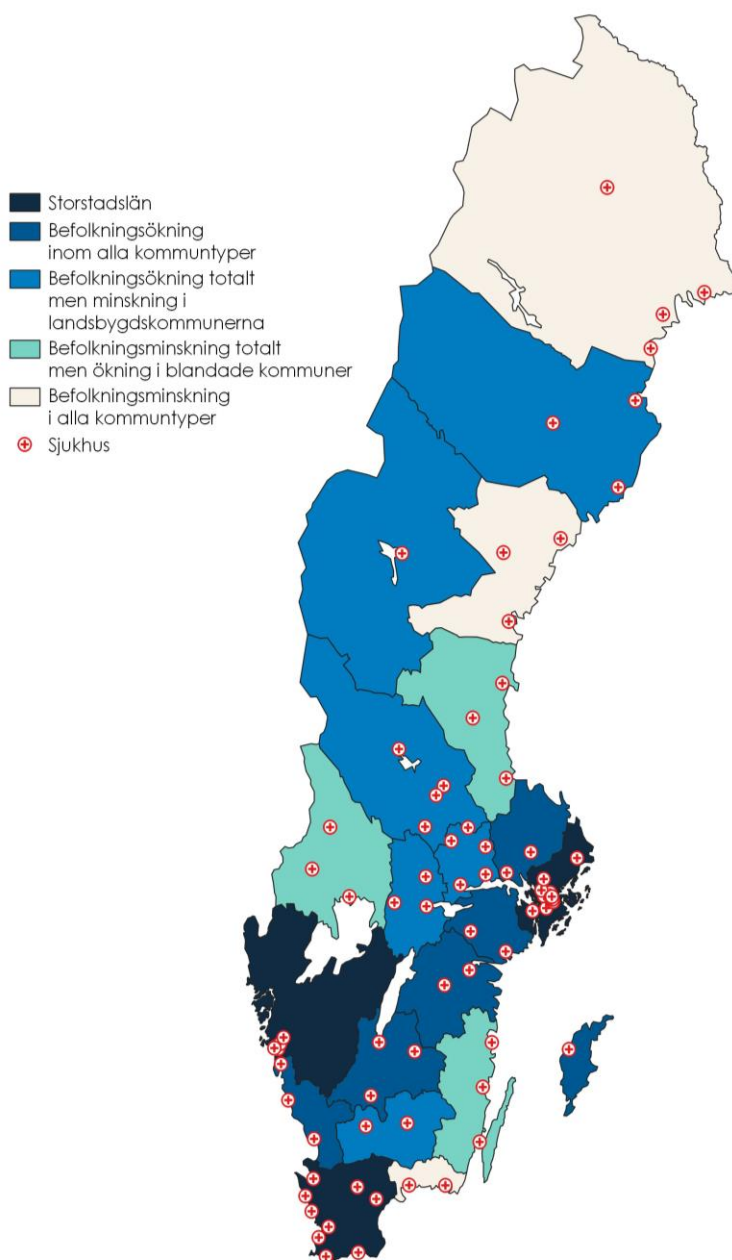 Storstadslän
Befolkningsökning
inom alla kommuntyper
Befolkningsökning totalt
men minskning i
landsbygdskommunerna
Befolkningsminskning totalt
men ökning i blandade kommuner
Befolkningsminskning
i alla kommuntyper
Sjukhus